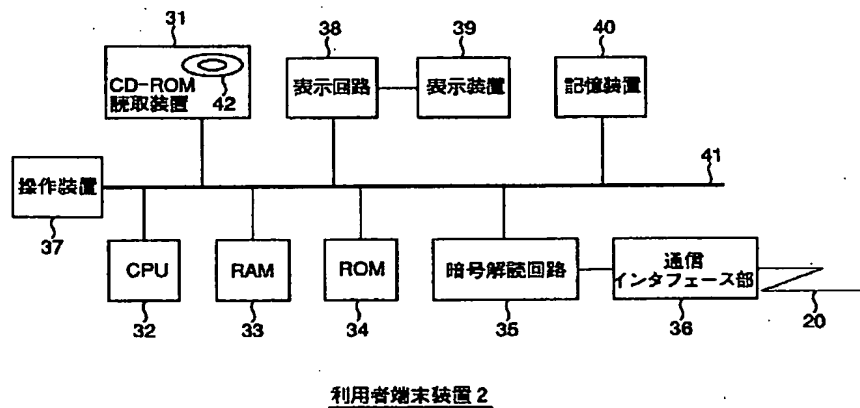 31
38
39
40
CD-ROM
読取装置
42
表示回路
表示装置
記憶装置
41
操作装置
37
CPU
RAM
ROM
暗号解読回路
通信
インタフェース部
32
33
34
35
36
20
利用者端末装置2